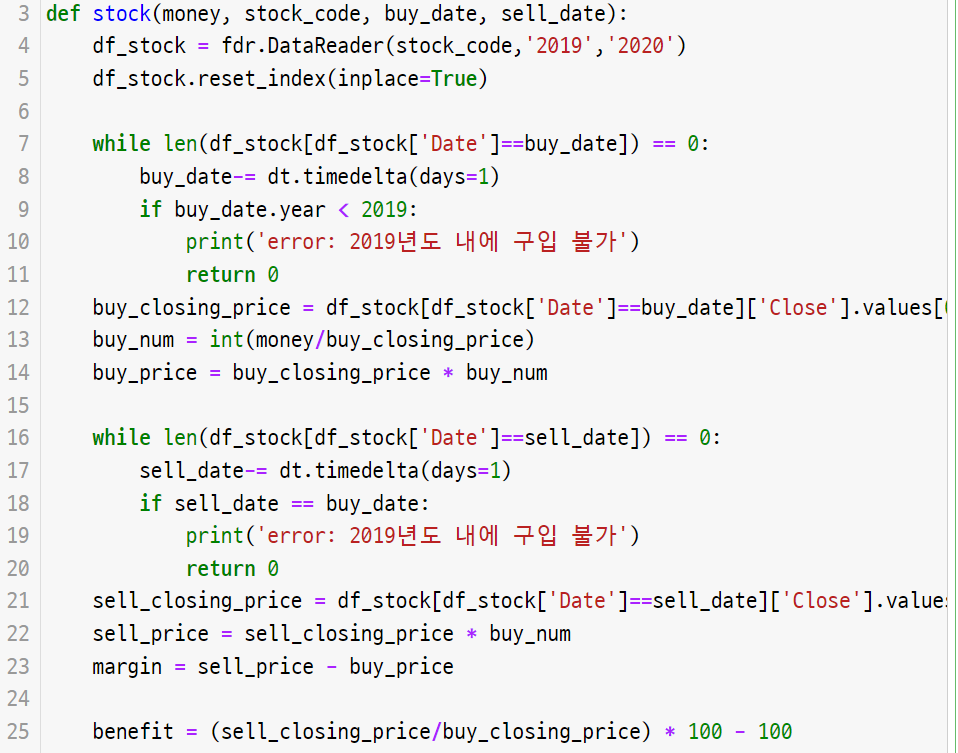 3 def stock(money, stock_code, buy_date, sell_date):
4     df_stock = fdr.DataReader(stock_code,'2019','2020')
5     df_stock.reset_index(inplace=True)
6
7     while len(df_stock[df_stock['Date']==buy_date]) == 0:
8         buy_date-= dt.timedelta(days=1)
9         if buy_date.year < 2019:
10             print('error: 2019년도 내에 구입 불가')
11             return 0
12     buy_closing_price = df_stock[df_stock['Date']==buy_date]['Close'].values[
13     buy_num = int(money/buy_closing_price)
14     buy_price = buy_closing_price * buy_num
15
16     while len(df_stock[df_stock['Date']==sell_date]) == 0:
17         sell_date-= dt.timedelta(days=1)
18         if sell_date == buy_date:
19             print('error: 2019년도 내에 구입 불가')
20             return 0
21     sell_closing_price = df_stock[df_stock['Date']==sell_date]['Close'].values
22     sell_price = sell_closing_price * buy_num
23     margin = sell_price - buy_price
24
25     benefit = (sell_closing_price/buy_closing_price) * 100 - 100